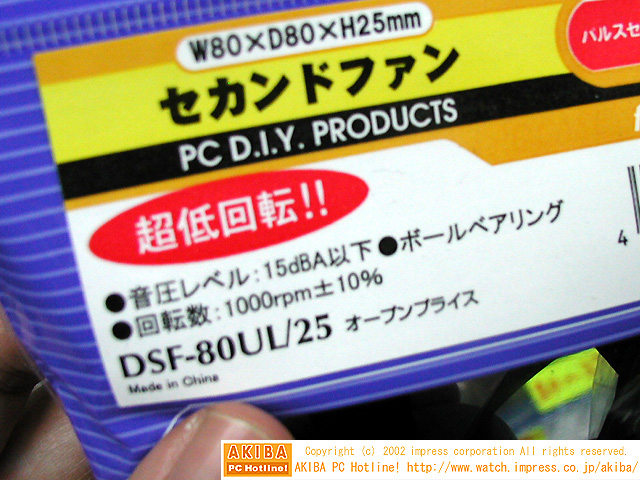 W80×D80×H25mm
パルスセ
セカンドファン
PC D.I.Y. PRODUCTS
超低回転!!
●音圧レベル:15dBA以下 ●ボールベアリング
●回転数:1000rpm±10%
DSF-80UL/25 オープンプライス
Made in China
4
AKIBA
PC Hotline!
Copyright (c) 2002 impress corporation All rights reserved.
AKIBA PC Hotline! http://www.watch.impress.co.jp/akiba/